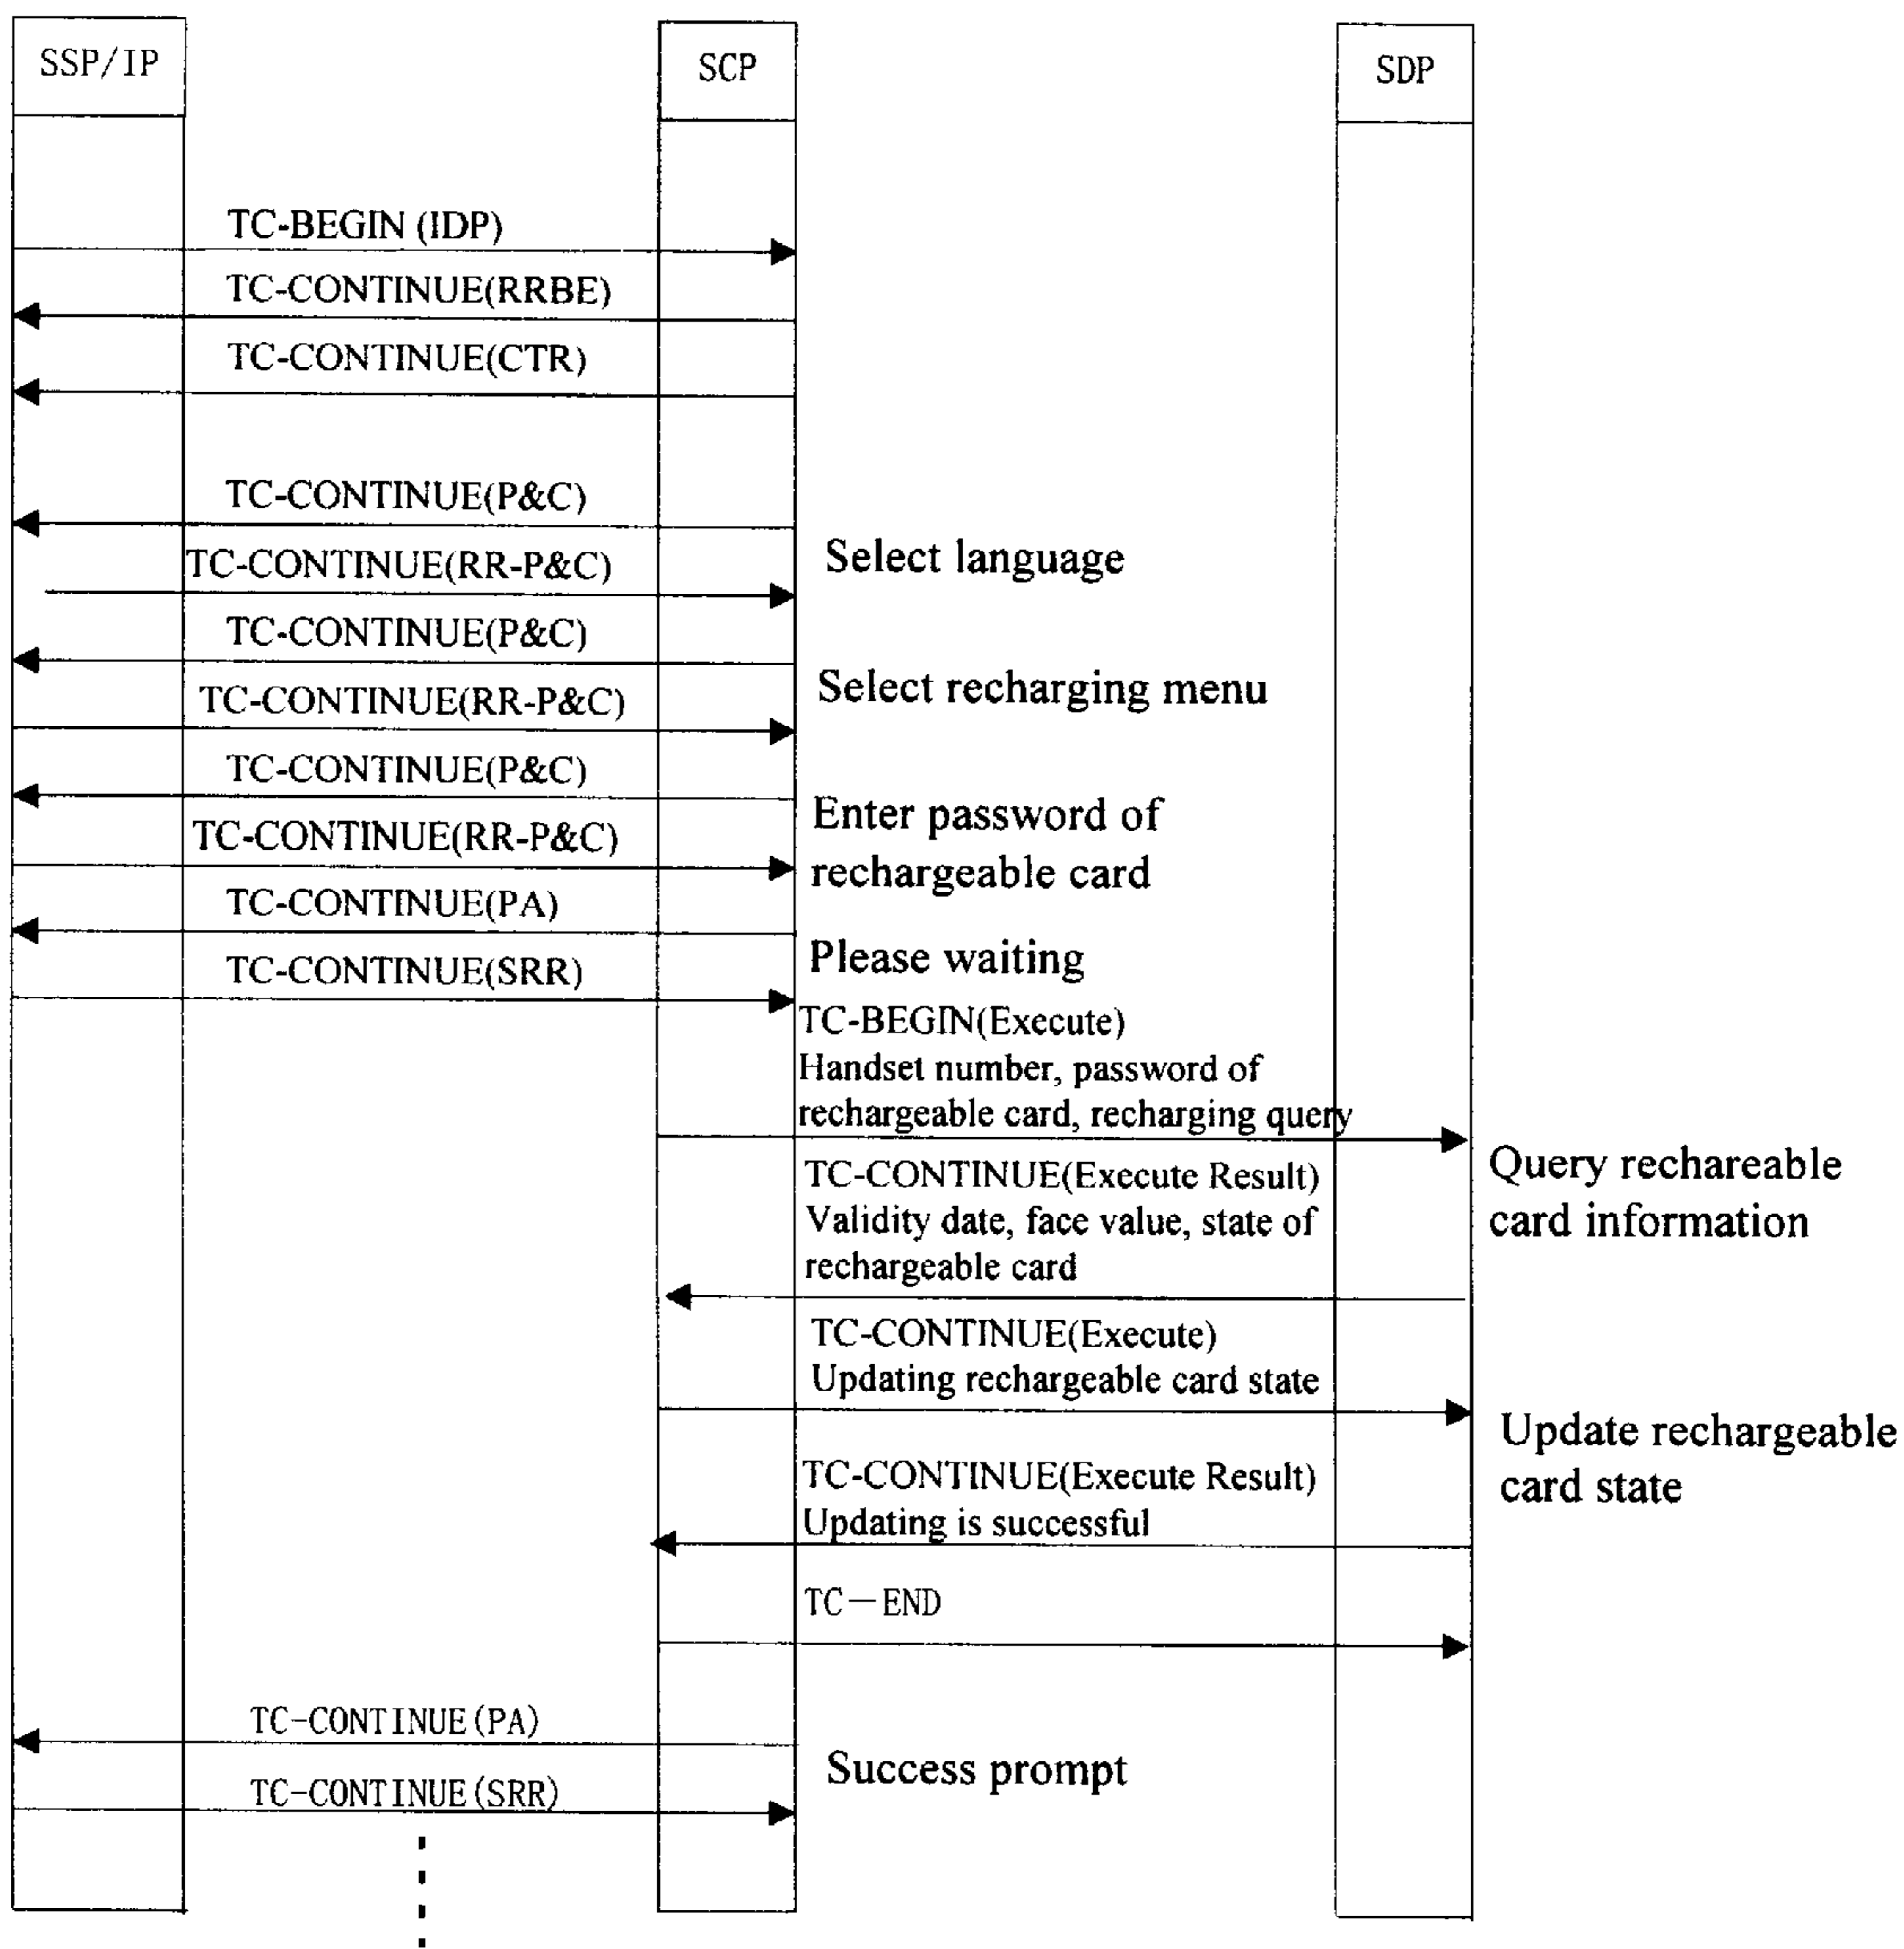 SSP/IP
SCP
SDP
TC-BEGIN (IDP)
TC-CONTINUE(RRBE)
TC-CONTINUE(CTR)
TC-CONTINUE(P&C)
Select language
TC-CONTINUE(RR-P&C)
TC-CONTINUE(P&C)
Select recharging menu
TC-CONTINUE(RR-P&C)
TC-CONTINUE(P&C)
Enter password of
rechargeable card
TC-CONTINUE(RR-P&C)
TC-CONTINUE(PA)
Please waiting
TC-CONTINUE(SRR)
TC-BEGIN(Execute)
Handset number, password of
rechargeable card, recharging query
Query rechareable
card information
TC-CONTINUE(Execute Result)
Validity date, face value, state of
rechargeable card
TC-CONTINUE(Execute)
Updating rechargeable card state
Update rechargeable
card state
TC-CONTINUE(Execute Result)
Updating is successful
TC—END
TC-CONTINUE(PA)
Success prompt
TC-CONTINUE(SRR)